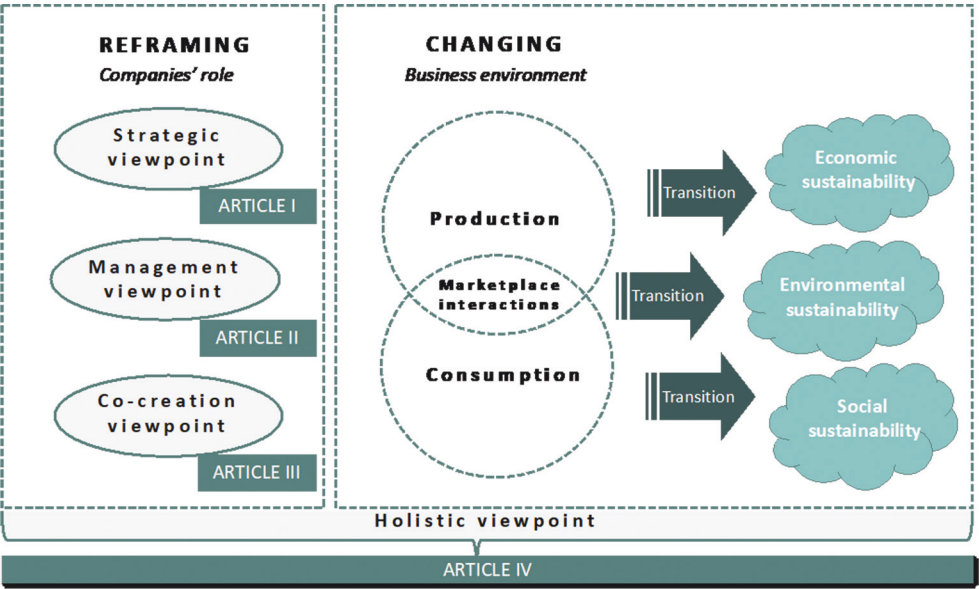 REFRAMING
Companies' role
Strategic
viewpoint
ARTICLE I
Management
viewpoint
ARTICLE II
Co-creation
viewpoint
ARTICLE III
CHANGING
Business environment
Production
Marketplace
interactions
Consumption
Transition
Economic
sustainability
Transition
Environmental
sustainability
Transition
Social
sustainability
Holistic viewpoint
ARTICLE IV